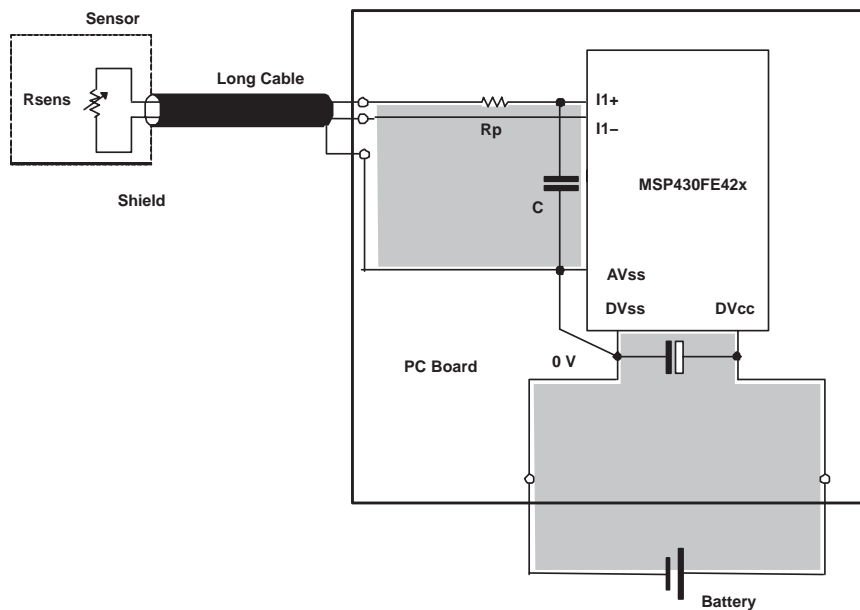 Sensor
Long Cable
Rsens
I1+
I1–
Rp
MSP430FE42x
Shield
C
AVss
DVss
DVcc
PC Board
0 V
Battery